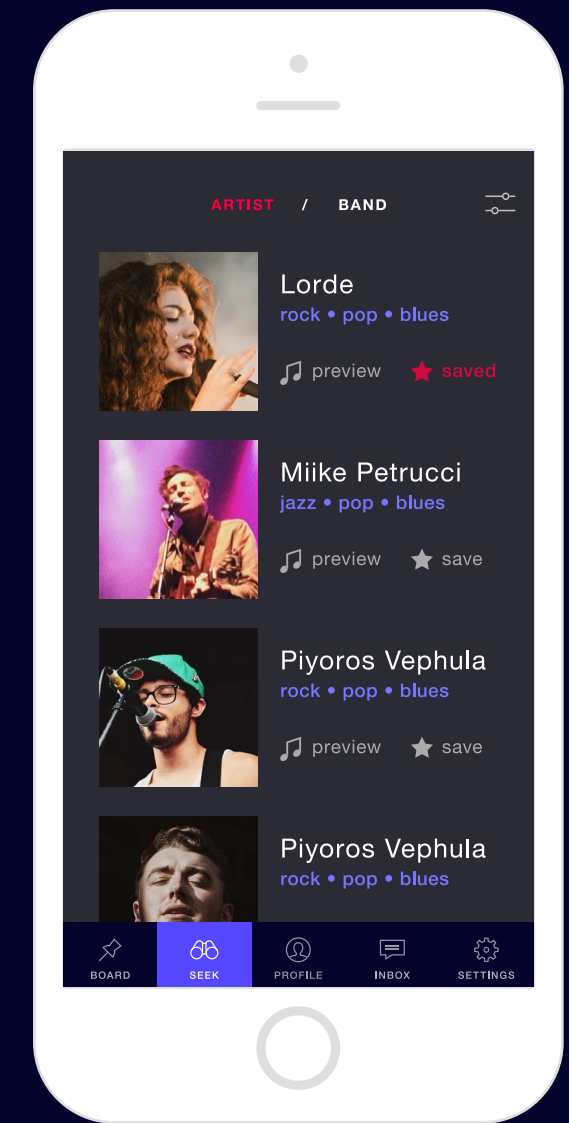 ARTIST / BAND
Lorde
rock • pop • blues
preview saved
Miike Petrucci
jazz • pop • blues
preview save
Piyoros Vephula
rock • pop • blues
preview save
Piyoros Vephula
rock • pop • blues
BOARD SEEK PROFILE INBOX SETTINGS